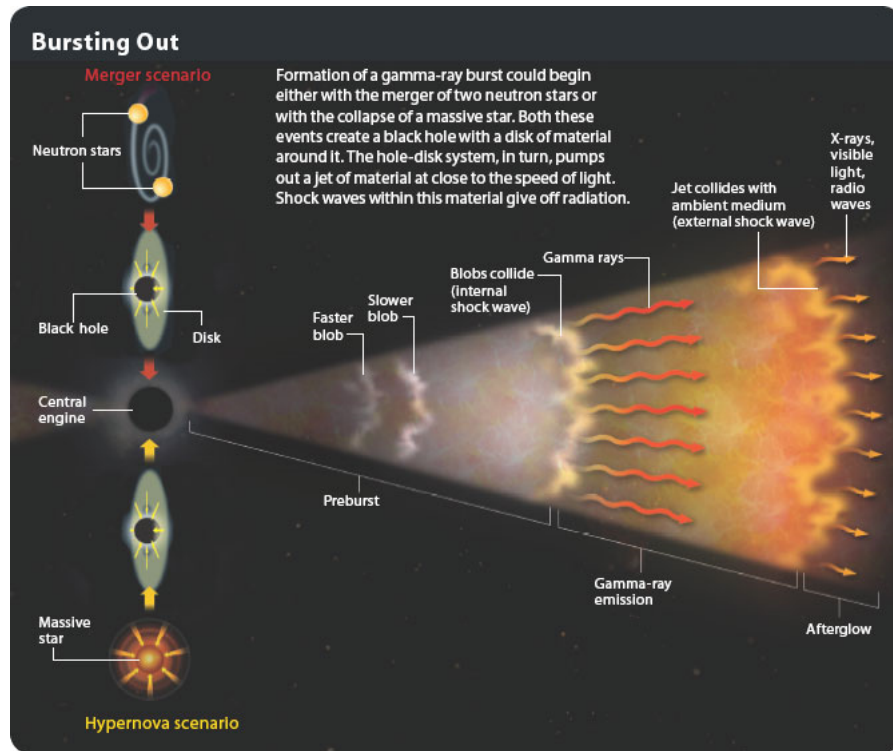 Bursting Out
Merger scenario
Formation of a gamma-ray burst could begin
either with the merger of two neutron stars or
with the collapse of a massive star. Both these
events create a black hole with a disk of material
around it. The hole-disk system, in turn, pumps
out a jet of material at close to the speed of light.
Shock waves within this material give off radiation.
Neutron stars
X-rays,
visible
light,
radio
waves
Jet collides with
ambient medium
(external shock wave)
Gamma rays
Blobs collide
(internal
shock wave)
Slower
blob
Faster
blob
Black hole
Disk
Central
engine
Preburst
Gamma-ray
emission
Afterglow
Massive
star
Hypernova scenario